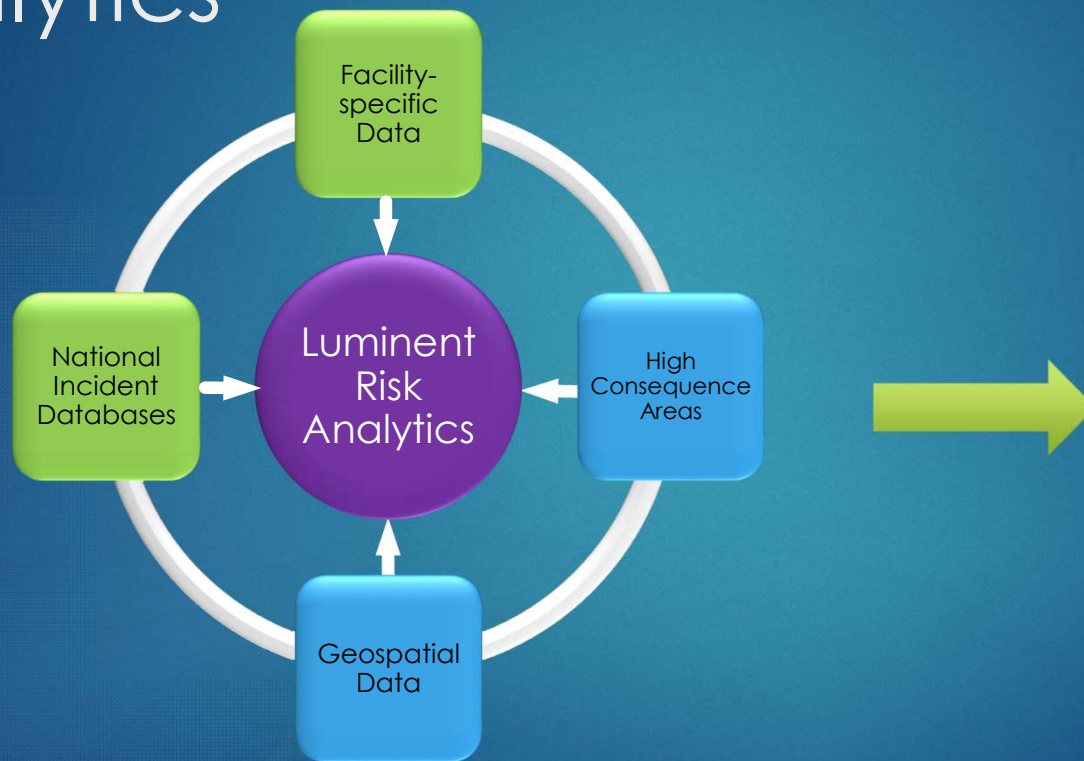 Facility-
specific
Data
National
Incident
Databases
Luminent
Risk
Analytics
High
Consequence
Areas
Geospatial
Data